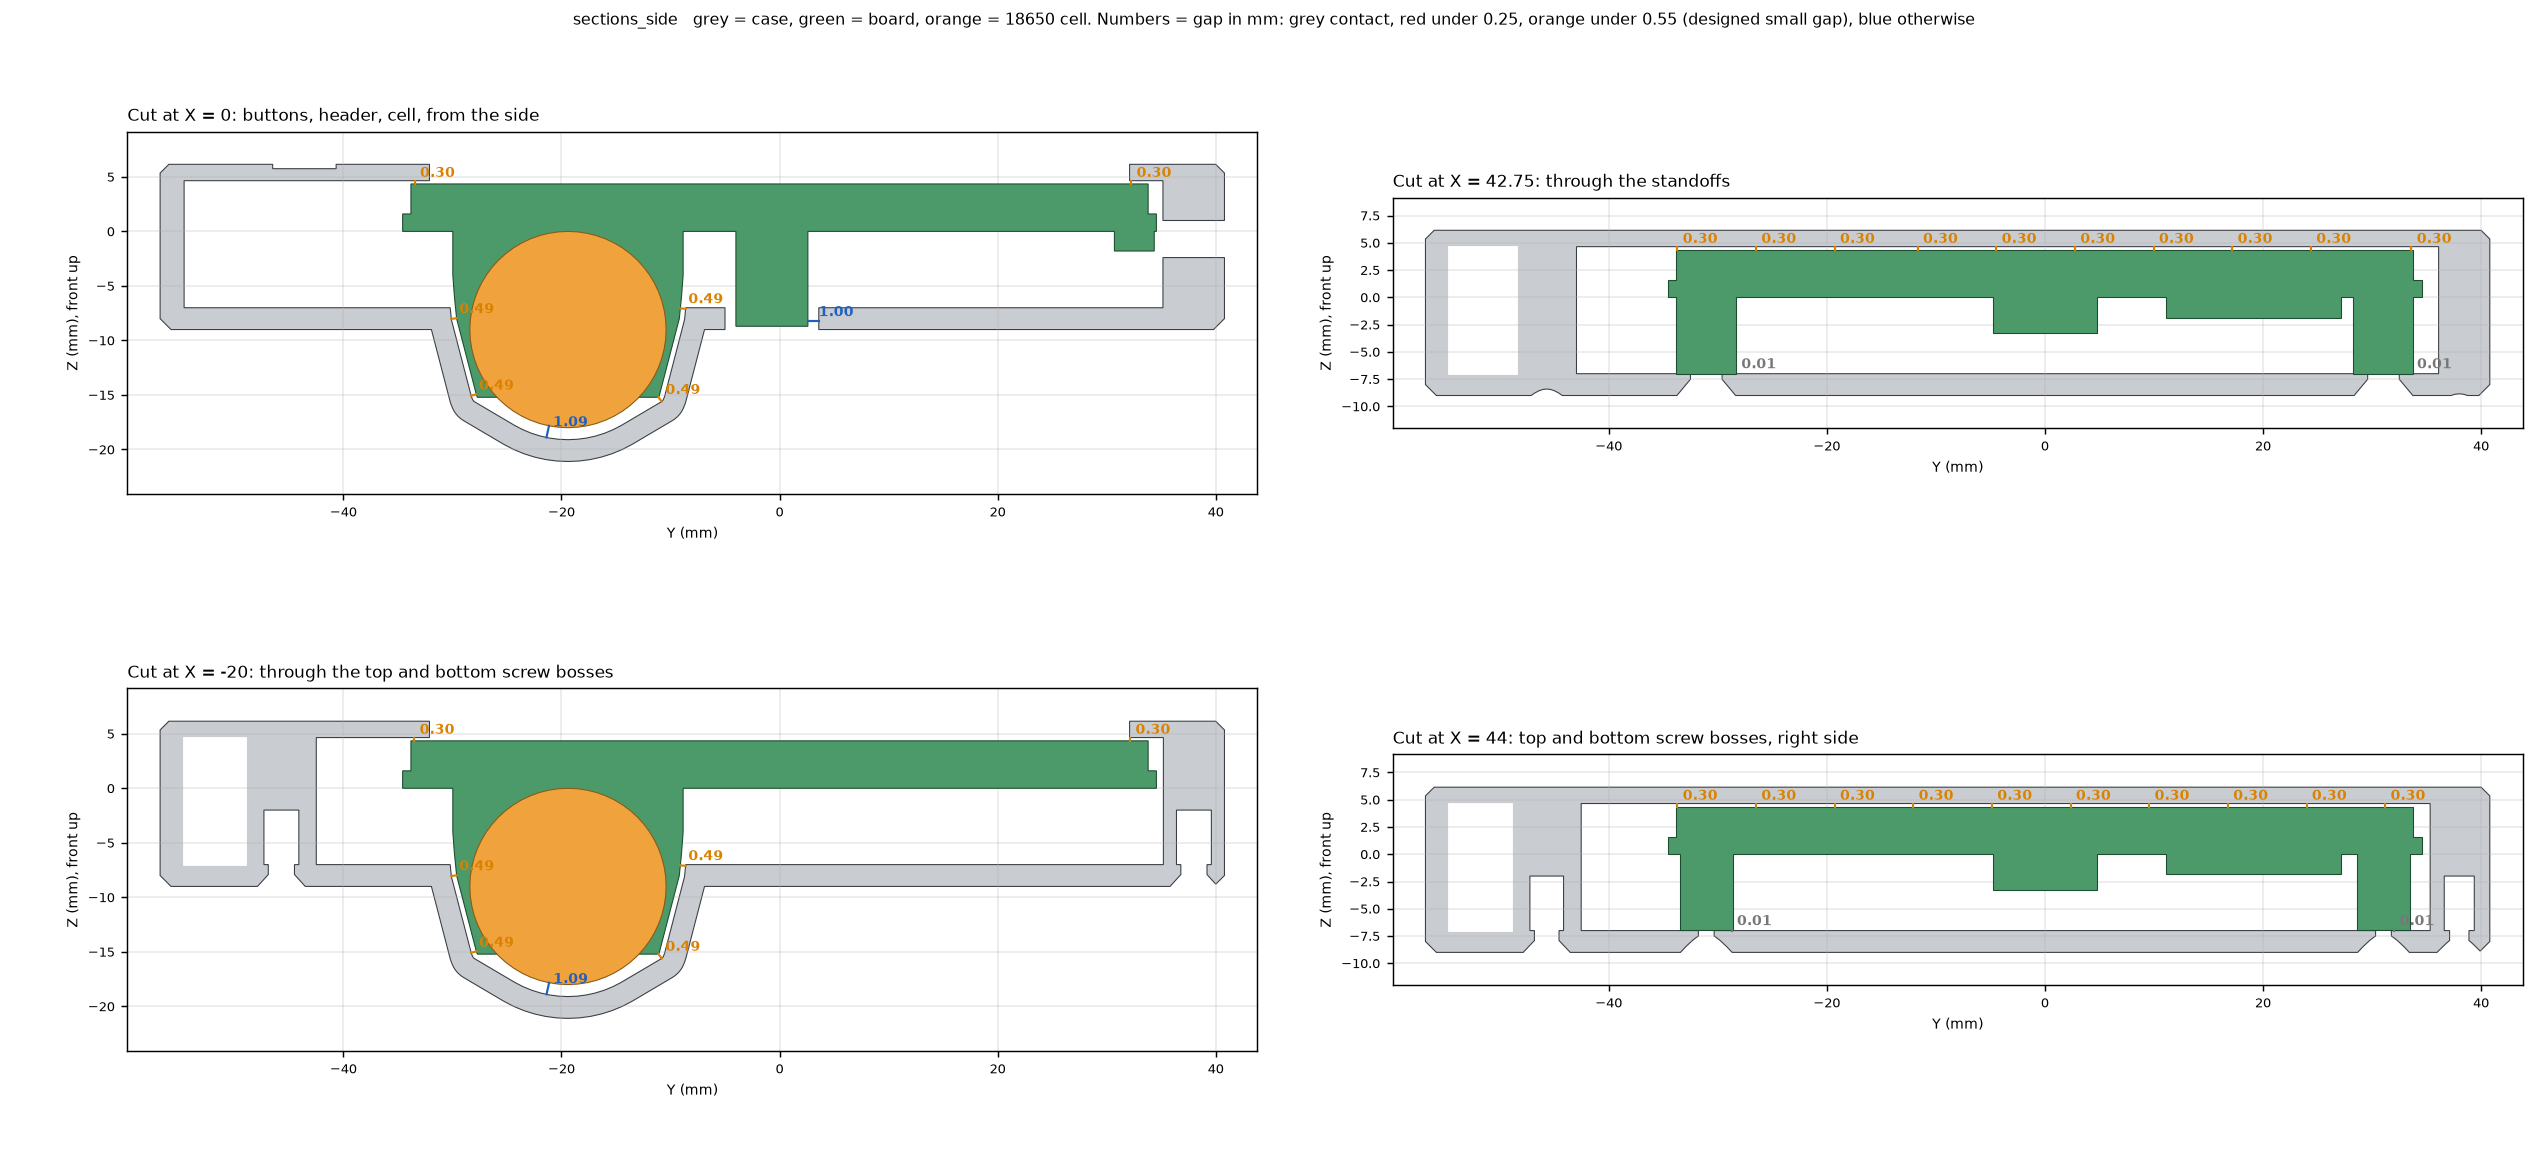 sections_side   grey = case, green = board, orange = 18650 cell. Numbers = gap in mm: grey contact, red under 0.25, orange under 0.55 (designed small gap), blue otherwise
Cut at X = 0: buttons, header, cell, from the side
0.30 0.30
0.49 0.49 1.00
0.49 0.49
1.09
5
0
−5
−10
−15
−20
Z (mm), front up
−40 −20 0 20 40
Y (mm)
Cut at X = 42.75: through the standoffs
0.30 0.30 0.30 0.30 0.30 0.30 0.30 0.30 0.30 0.30
0.01 0.01
7.5
5.0
2.5
0.0
−2.5
−5.0
−7.5
−10.0
Z (mm), front up
−40 −20 0 20 40
Y (mm)
Cut at X = -20: through the top and bottom screw bosses
0.30 0.30
0.49 0.49
0.49 0.49
1.09
5
0
−5
−10
−15
−20
Z (mm), front up
−40 −20 0 20 40
Y (mm)
Cut at X = 44: top and bottom screw bosses, right side
0.30 0.30 0.30 0.30 0.30 0.30 0.30 0.30 0.30 0.30
0.01 0.01
7.5
5.0
2.5
0.0
−2.5
−5.0
−7.5
−10.0
Z (mm), front up
−40 −20 0 20 40
Y (mm)